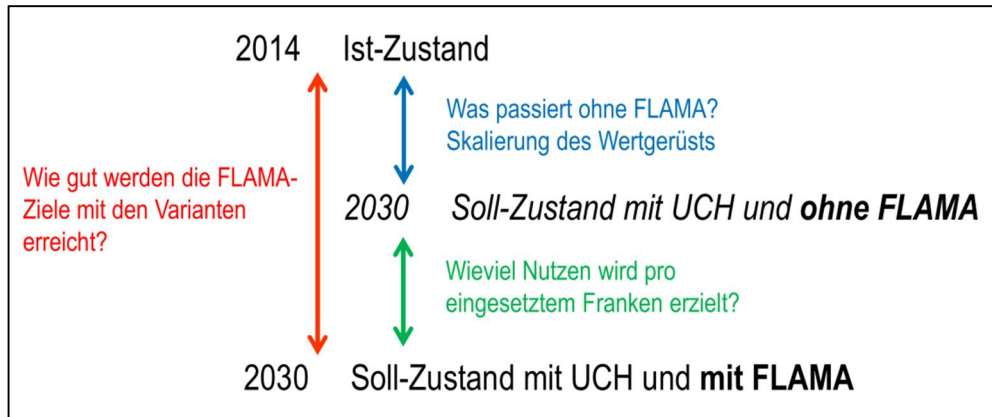 2014 Ist-Zustand
Was passiert ohne FLAMA?
Skalierung des Wertgerüsts
Wie gut werden die FLAMA-
Ziele mit den Varianten
erreicht?
2030 Soll-Zustand mit UCH und ohne FLAMA
Wieviel Nutzen wird pro
eingesetztem Franken erzielt?
2030 Soll-Zustand mit UCH und mit FLAMA